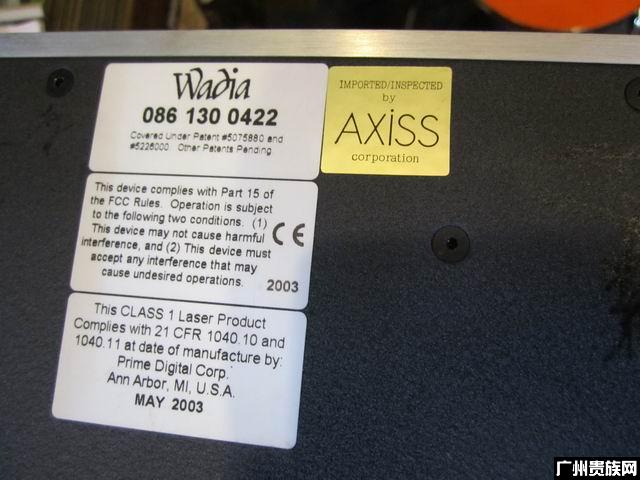 Wadia
086 130 0422
Covered Under Patent #5075880 and
#5226000. Other Patents Pending.
IMPORTED/INSPECTED
by
AXiSS
corporation
This device complies with Part 15 of
the FCC Rules. Operation is subject
to the following two conditions. (1)
This device may not cause harmful
interference, and (2) This device must
accept any interference that may
cause undesired operations.
CE
2003
This CLASS 1 Laser Product
Complies with 21 CFR 1040.10 and
1040.11 at date of manufacture by:
Prime Digital Corp.
Ann Arbor, MI, U.S.A.
MAY 2003
广州贵族网